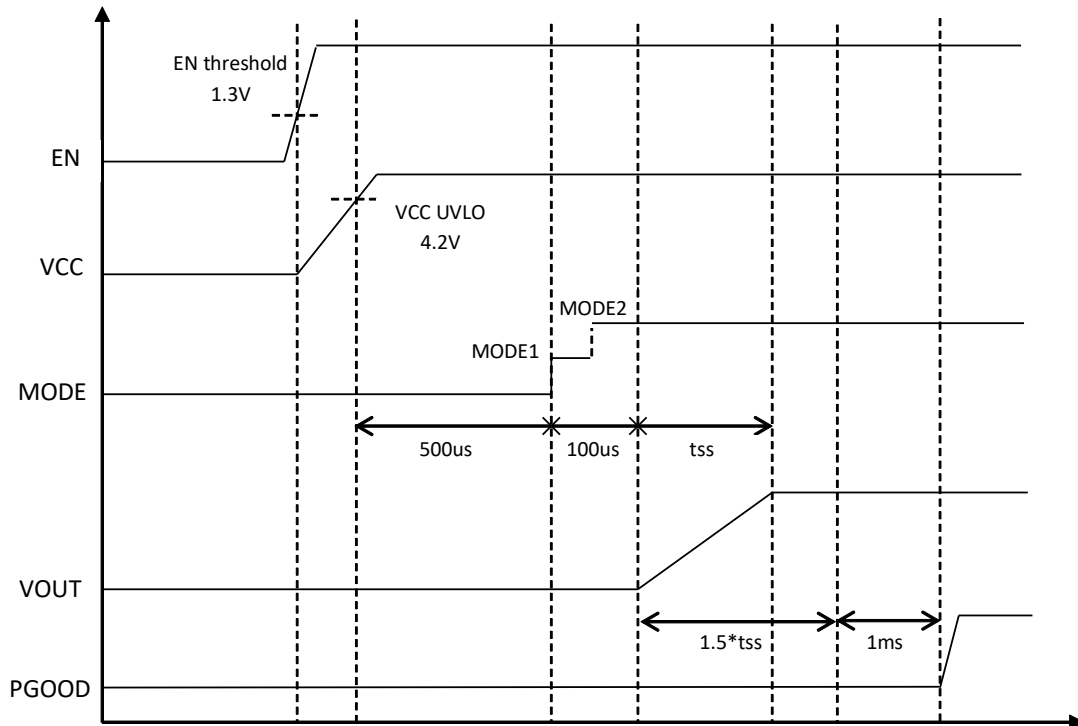 EN threshold
1.3V
EN
VCC UVLO
4.2V
VCC
MODE2
MODE1
MODE
500us
100us
tss
VOUT
1.5*tss
1ms
PGOOD